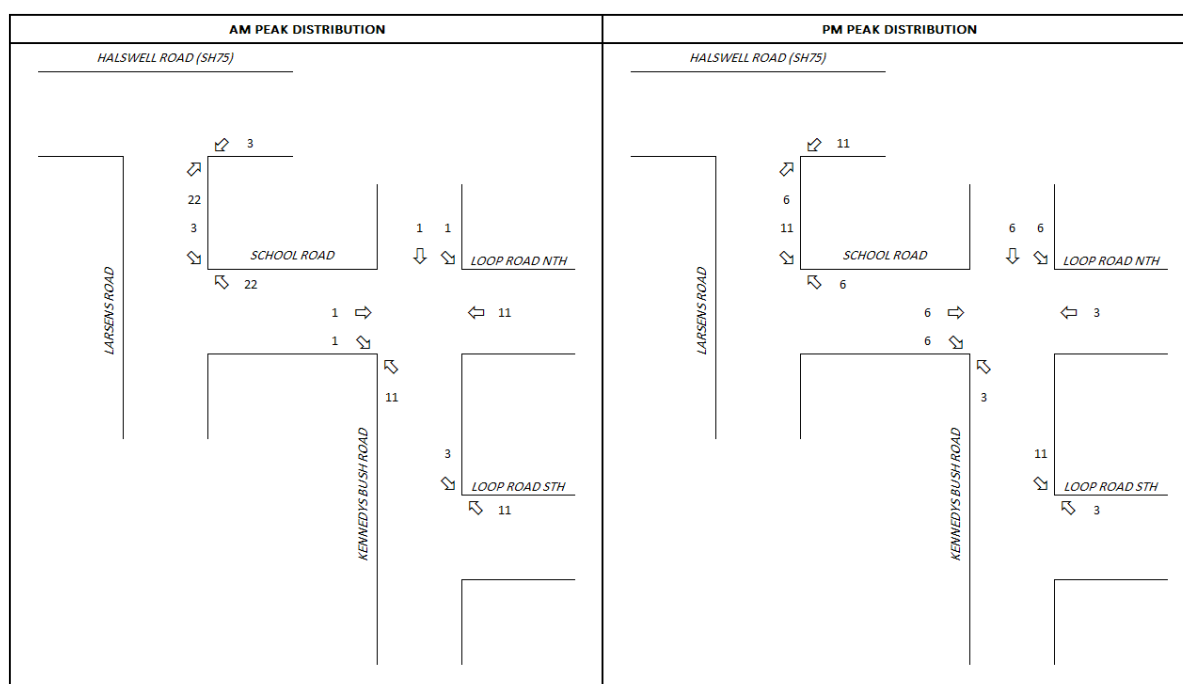 AM PEAK DISTRIBUTION
HALSWELL ROAD (SH75)
3
22
3
SCHOOL ROAD
22
1 1
LOOP ROAD NTH
1
11
1
11
LARSENS ROAD
KENNEDYS BUSH ROAD
3
LOOP ROAD STH
11
PM PEAK DISTRIBUTION
HALSWELL ROAD (SH75)
11
6
11
SCHOOL ROAD
6
6 6
LOOP ROAD NTH
6
3
6
3
LARSENS ROAD
KENNEDYS BUSH ROAD
11
LOOP ROAD STH
3